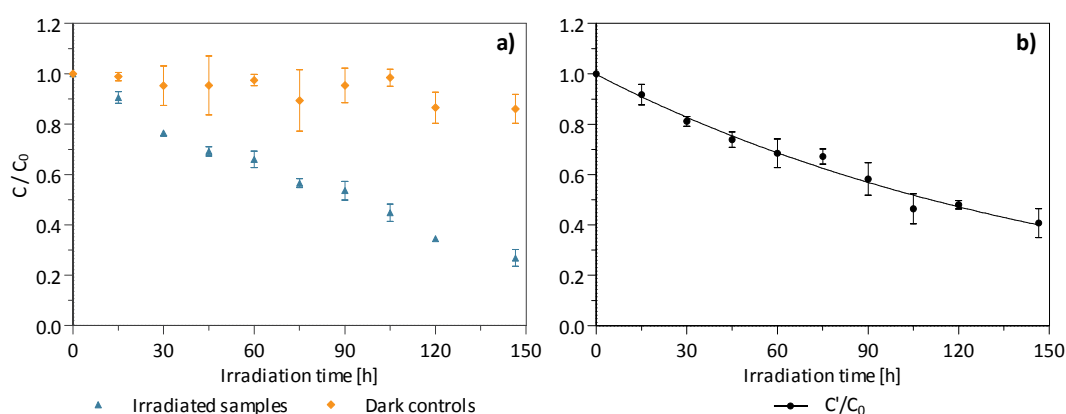 a)
1.2
1.0
0.8
0.6
0.4
0.2
0.0
C / C₀
0 30 60 90 120 150
Irradiation time [h]
Irradiated samples Dark controls
b)
1.2
1.0
0.8
0.6
0.4
0.2
0.0
0 30 60 90 120 150
Irradiation time [h]
C'/C₀